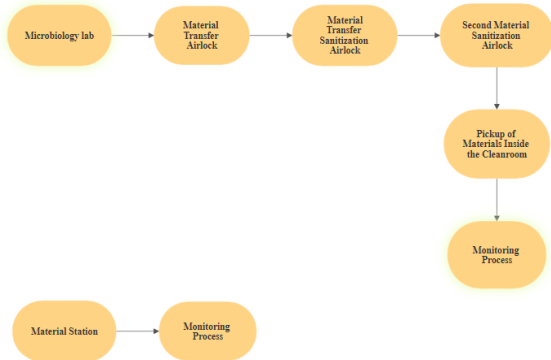 Microbiology lab
Material
Transfer
Airlock
Material
Transfer
Sanitization
Airlock
Second Material
Sanitization
Airlock
Pickup of
Materials Inside
the Cleanroom
Monitoring
Process
Material Station
Monitoring
Process